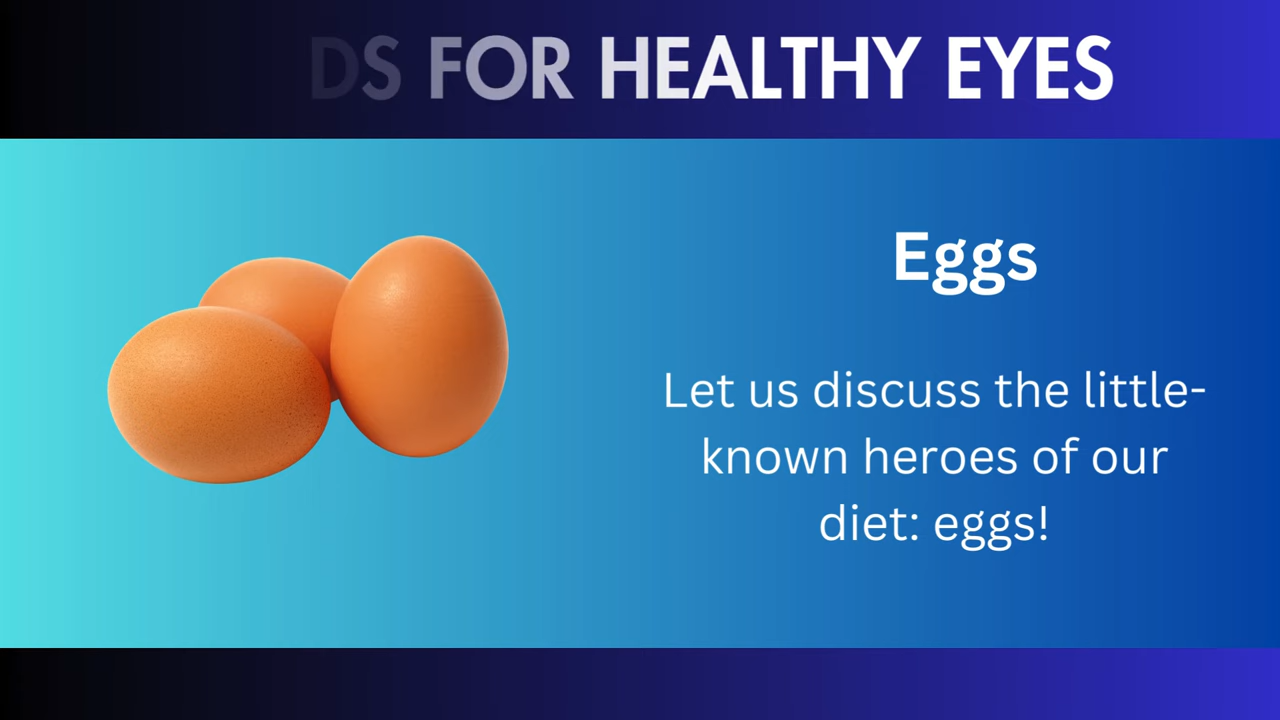 DS FOR HEALTHY EYES
Eggs
Let us discuss the little-
known heroes of our
diet: eggs!